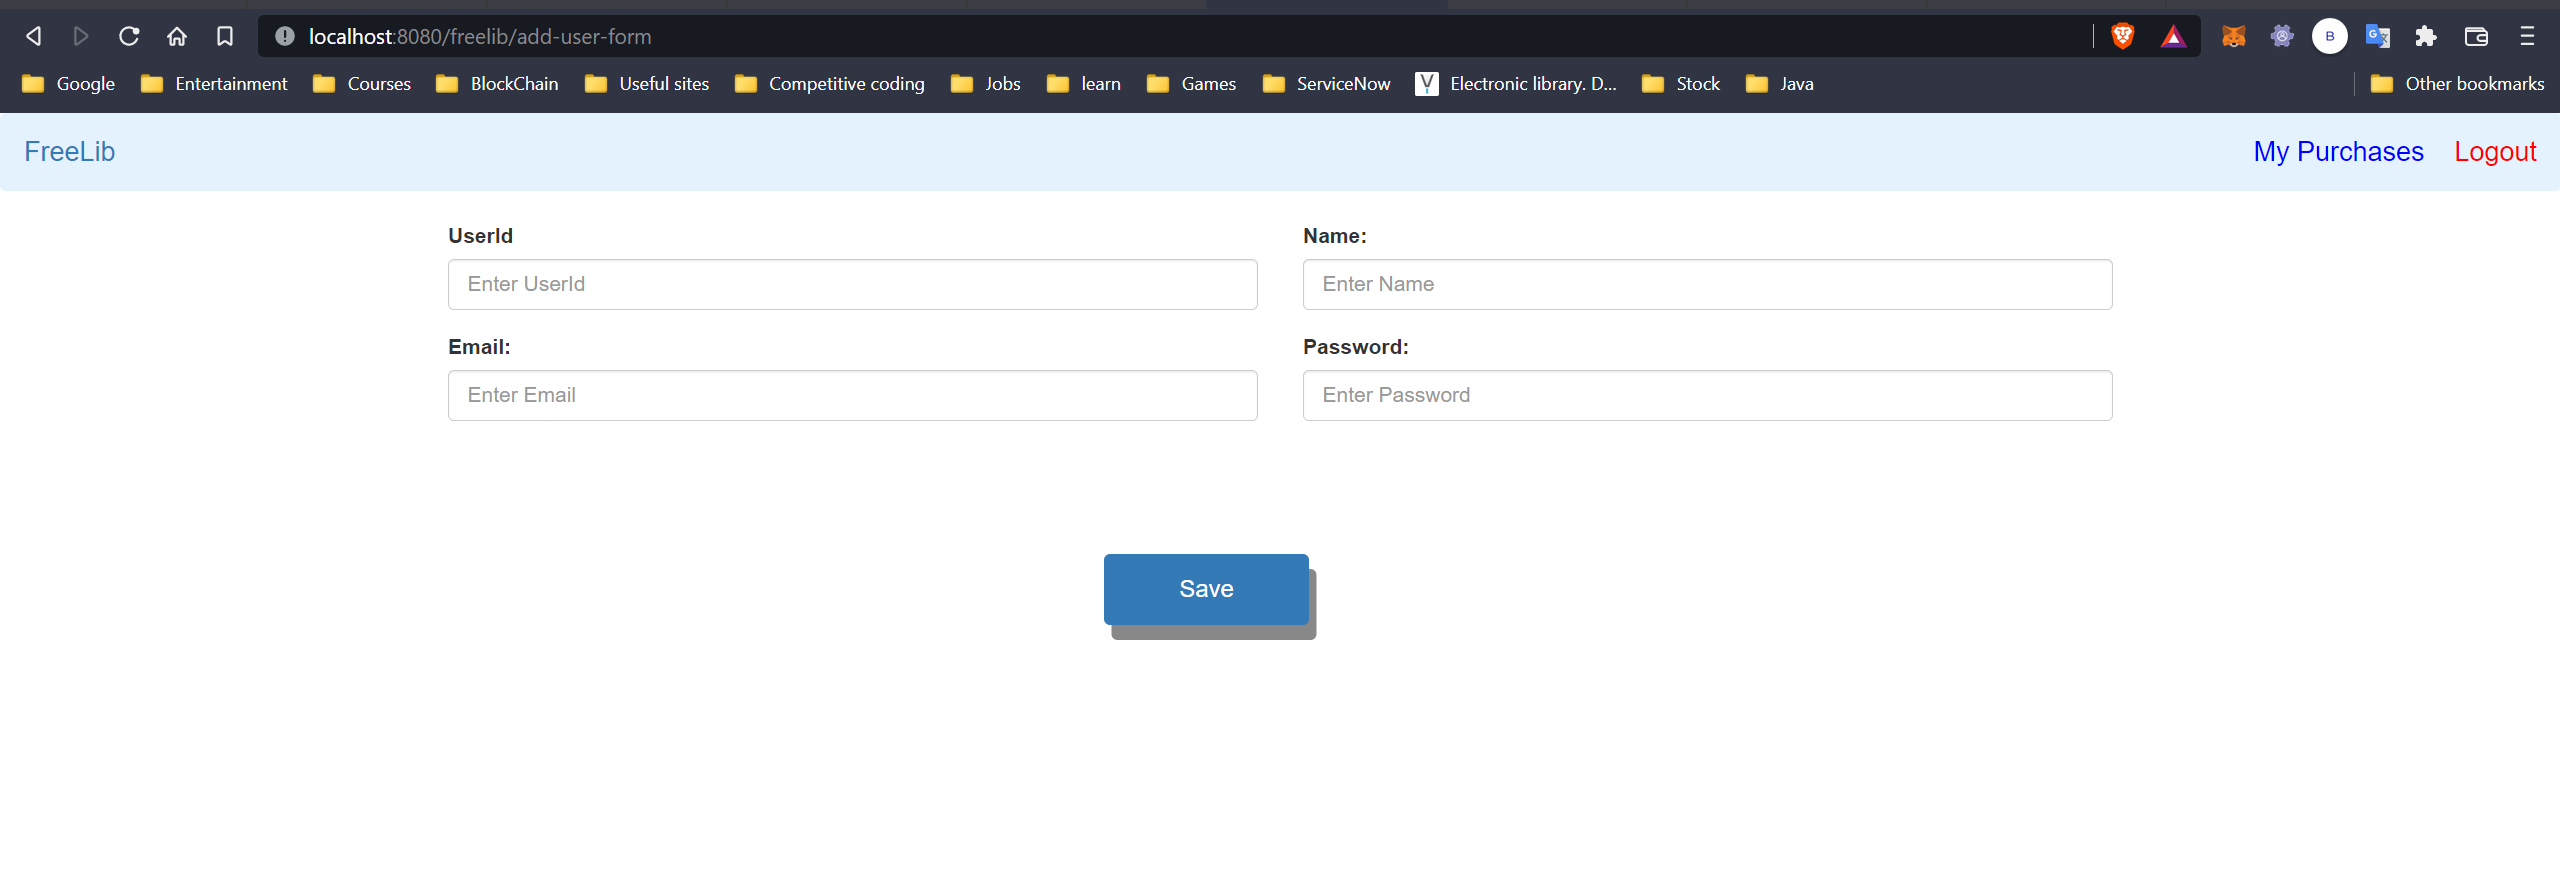 localhost:8080/freelib/add-user-form
B
Google Entertainment Courses BlockChain Useful sites Competitive coding Jobs learn Games ServiceNow Electronic library. D... Stock Java Other bookmarks
FreeLib My Purchases Logout
UserId Name:
Enter UserId Enter Name
Email: Password:
Enter Email Enter Password
Save